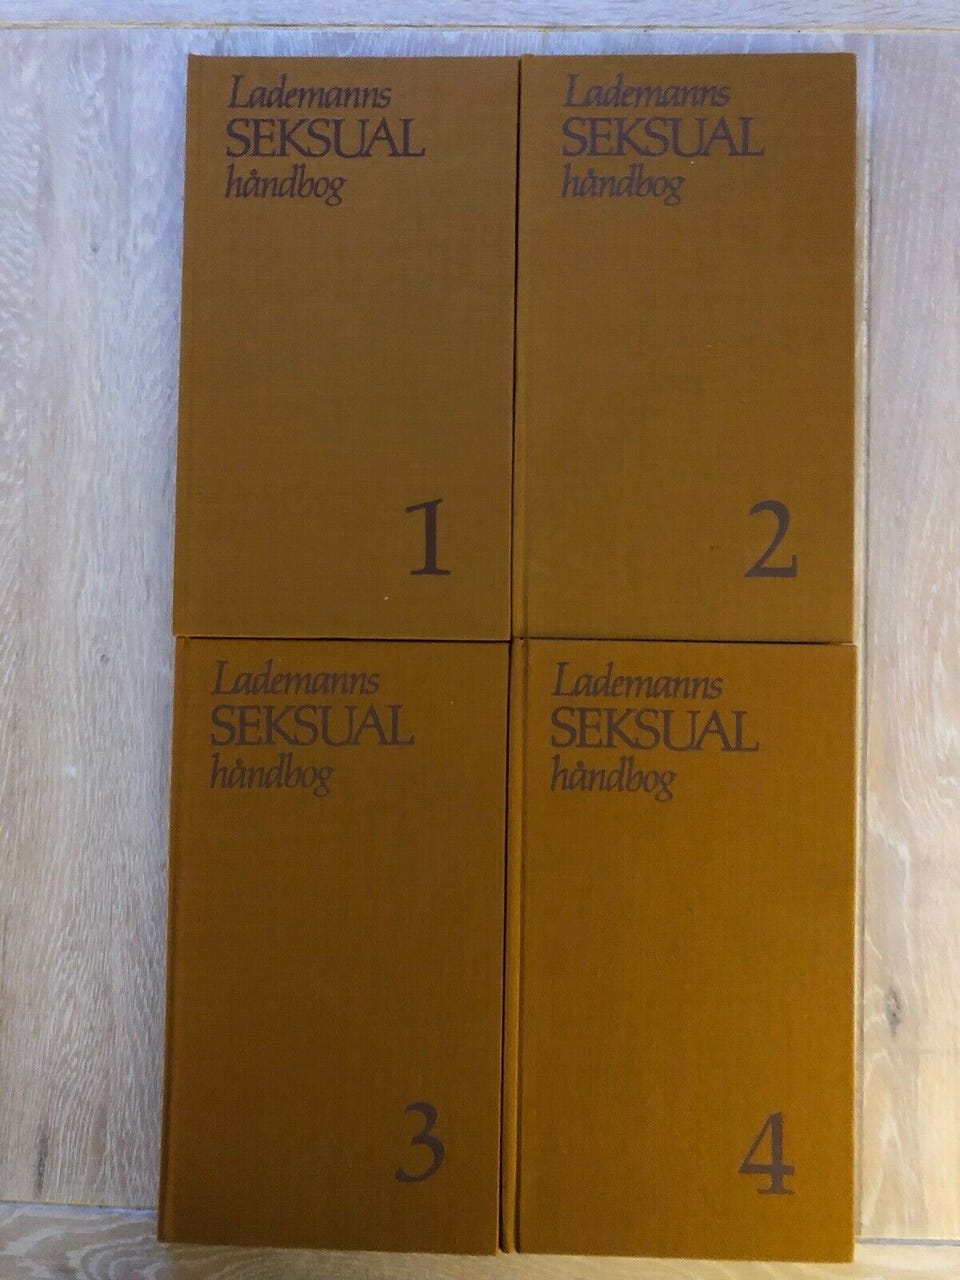 Lademanns
SEKSUAL
håndbog
1
Lademanns
SEKSUAL
håndbog
2
Lademanns
SEKSUAL
håndbog
3
Lademanns
SEKSUAL
håndbog
4